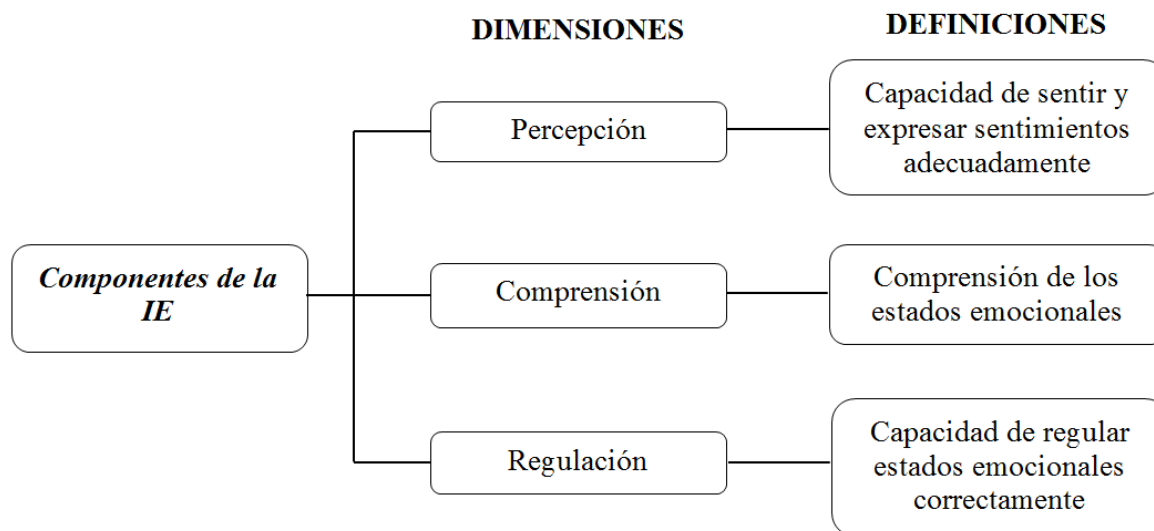 DIMENSIONES
DEFINICIONES
Percepción
Capacidad de sentir y
expresar sentimientos
adecuadamente
Componentes de la
IE
Comprensión
Comprensión de los
estados emocionales
Regulación
Capacidad de regular
estados emocionales
correctamente